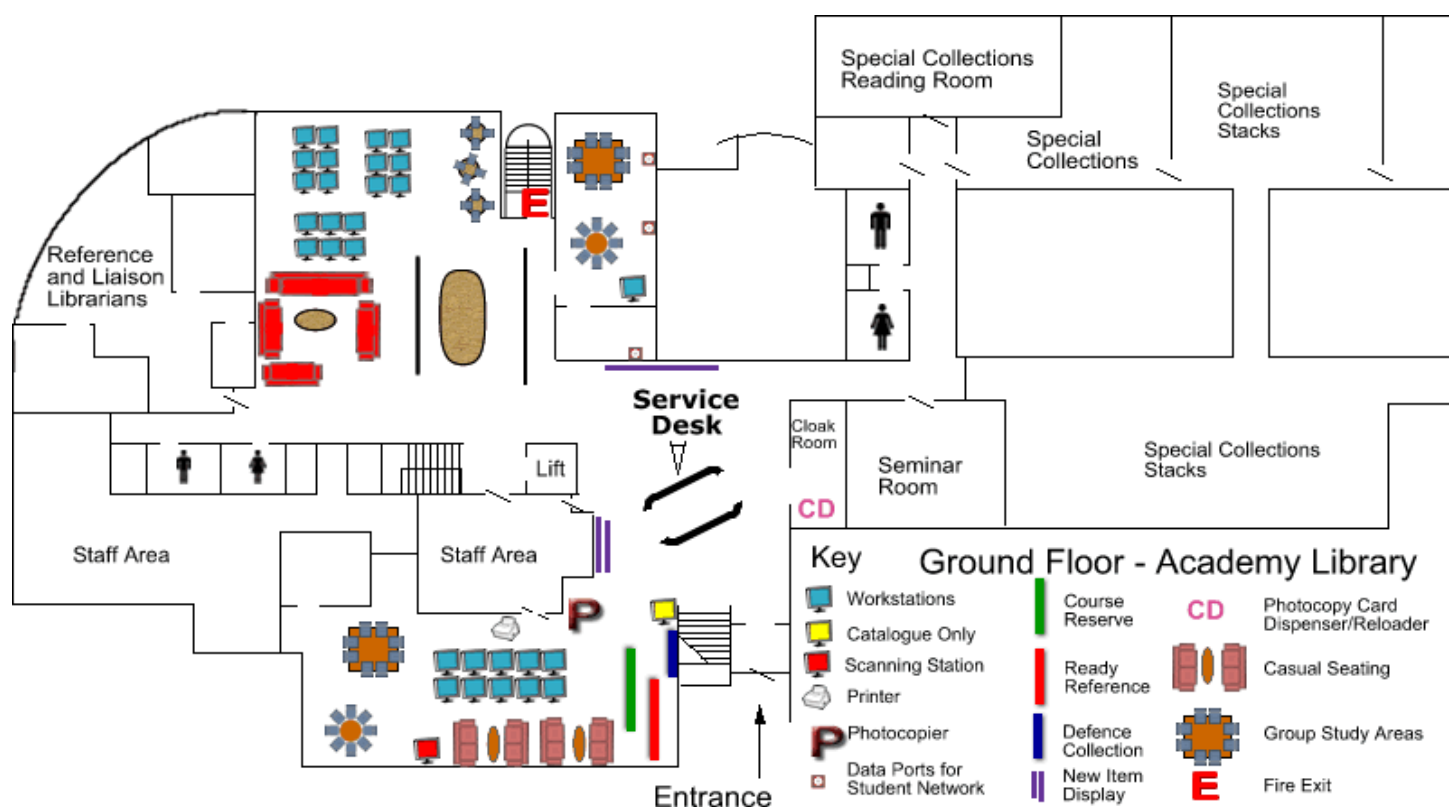 Special Collections
Reading Room
Special
Collections
Stacks
Special
Collections
E
Reference
and Liaison
Librarians
Service
Desk
Cloak
Room
Lift
Seminar
Room
Special Collections
Stacks
CD
Staff Area
Staff Area
Key
Ground Floor - Academy Library
Workstations
Catalogue Only
Scanning Station
Printer
P
Photocopier
Data Ports for
Student Network
Course
Reserve
Ready
Reference
Defence
Collection
New Item
Display
CD
Photocopy Card
Dispenser/Reloader
Casual Seating
Group Study Areas
E
Fire Exit
P
Entrance